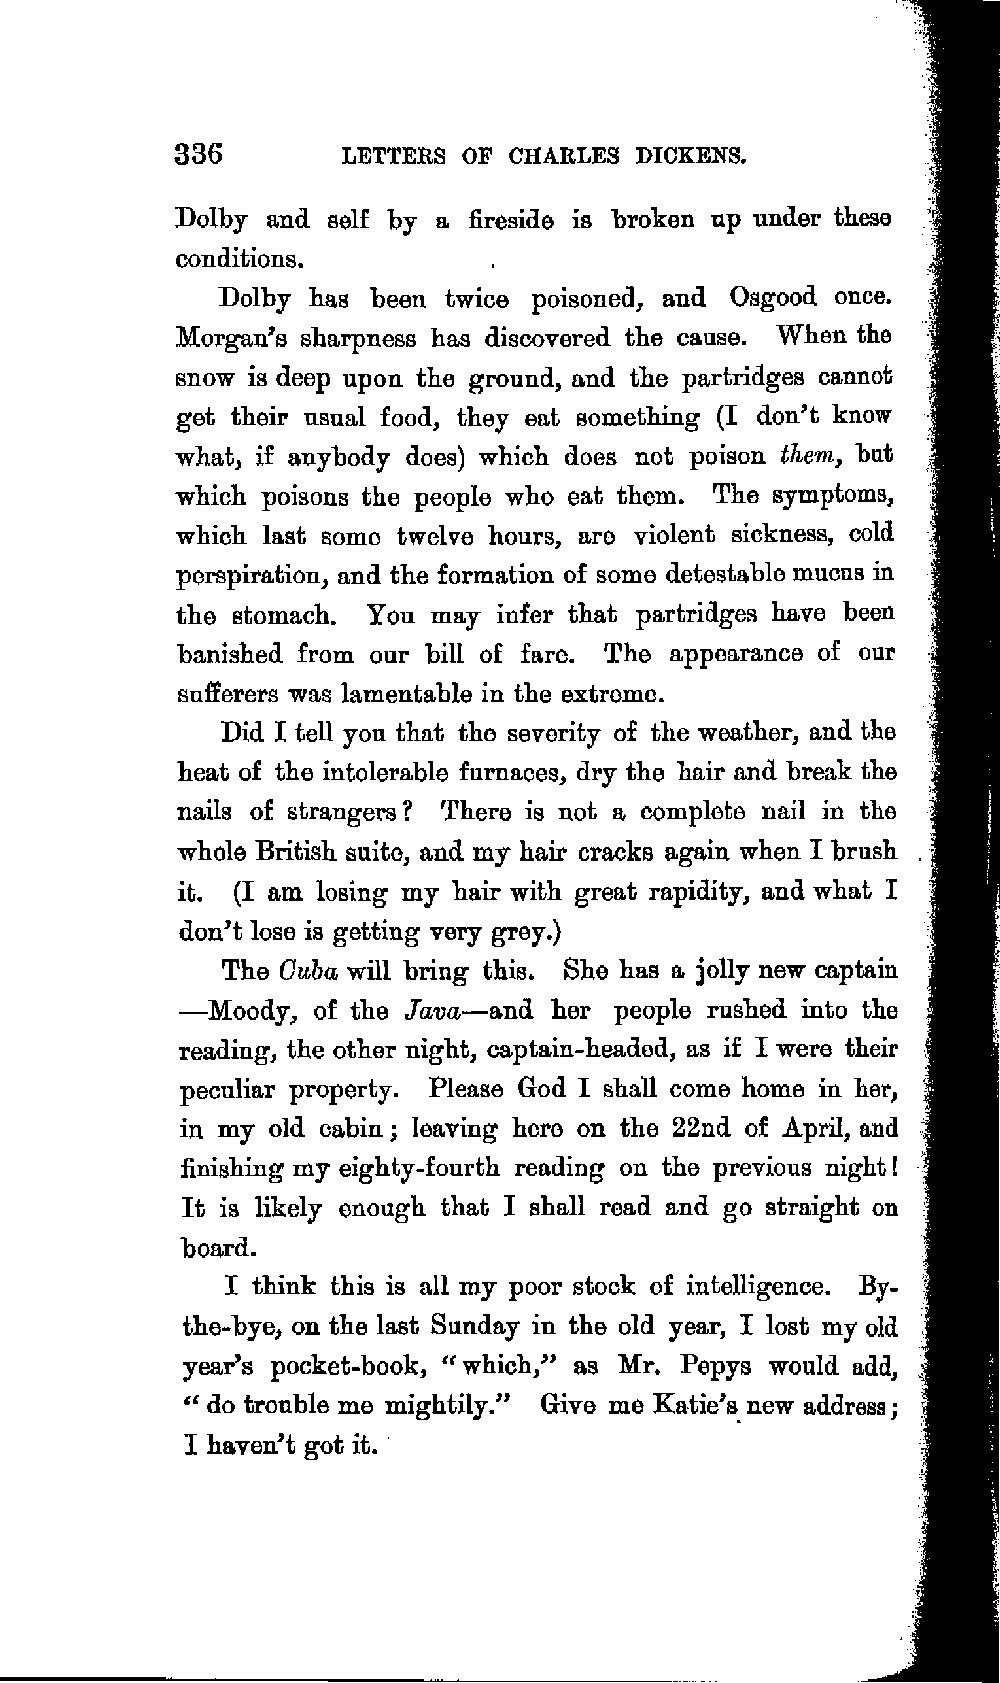 336 LETTERS OF CHARLES DICKENS.
Dolby and self by a fireside is broken up under these
conditions.
Dolby has been twice poisoned, and Osgood once.
Morgan's sharpness has discovered the cause. When the
snow is deep upon the ground, and the partridges cannot
get their usual food, they eat something (I don't know
what, if anybody does) which does not poison them, but
which poisons the people who eat them. The symptoms,
which last some twelve hours, are violent sickness, cold
perspiration, and the formation of some detestable mucus in
the stomach. You may infer that partridges have been
banished from our bill of fare. The appearance of our
sufferers was lamentable in the extreme.
Did I tell you that the severity of the weather, and the
heat of the intolerable furnaces, dry the hair and break the
nails of strangers? There is not a complete nail in the
whole British suite, and my hair cracks again when I brush
it. (I am losing my hair with great rapidity, and what I
don't lose is getting very grey.)
The Cuba will bring this. She has a jolly new captain
—Moody, of the Java—and her people rushed into the
reading, the other night, captain-headed, as if I were their
peculiar property. Please God I shall come home in her,
in my old cabin; leaving here on the 22nd of April, and
finishing my eighty-fourth reading on the previous night!
It is likely enough that I shall read and go straight on
board.
I think this is all my poor stock of intelligence. By-
the-bye, on the last Sunday in the old year, I lost my old
year's pocket-book, "which," as Mr. Pepys would add,
"do trouble me mightily." Give me Katie's new address;
I haven't got it.